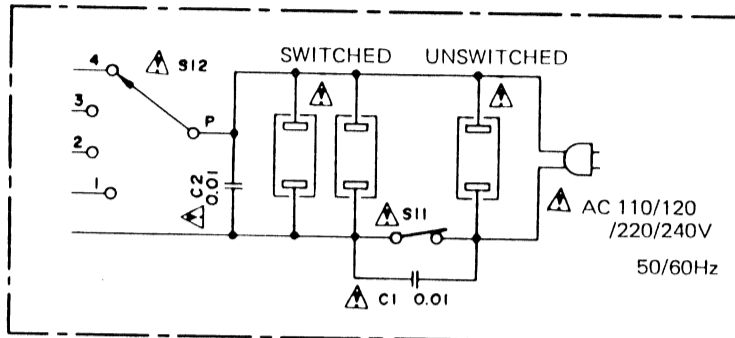 SWITCHED UNSWITCHED
4 S12
3
P
2
C2
0.01
1
S11
AC 110/120
/220/240V
C1 0.01
50/60Hz